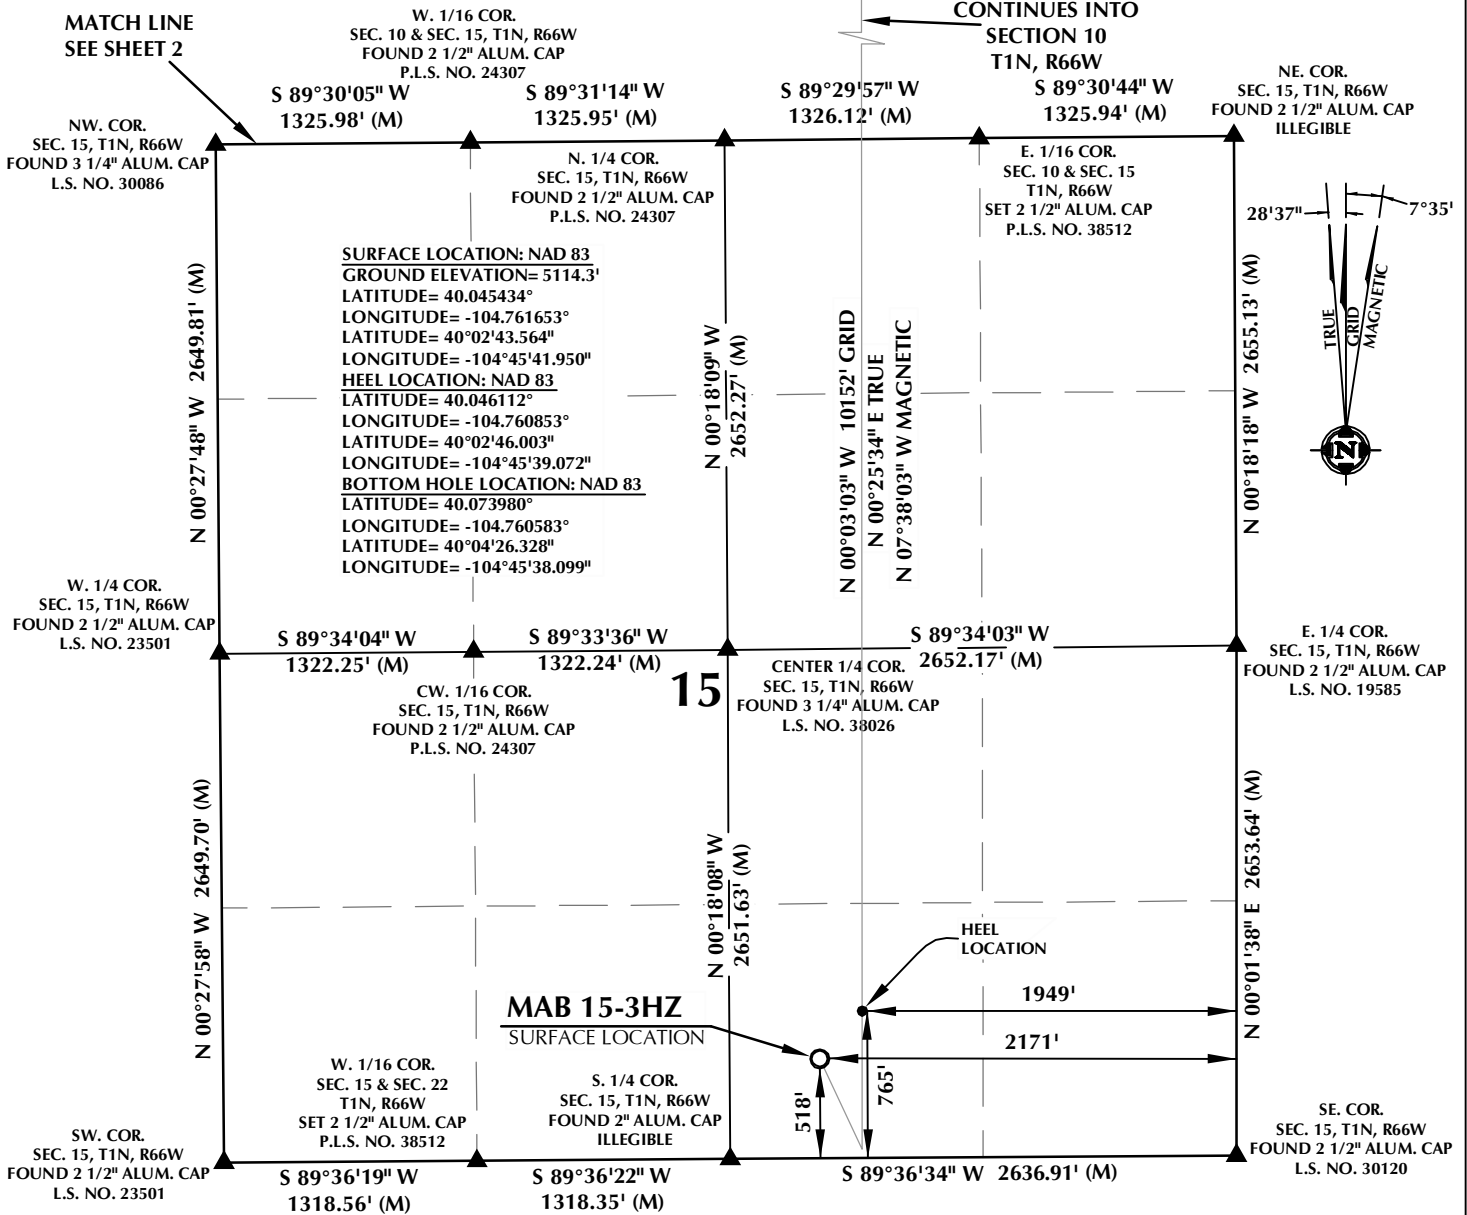 MATCH LINE
SEE SHEET 2
W. 1/16 COR.
SEC. 10 & SEC. 15, T1N, R66W
FOUND 2 1/2" ALUM. CAP
P.L.S. NO. 24307
CONTINUES INTO
SECTION 10
T1N, R66W
NE. COR.
SEC. 15, T1N, R66W
FOUND 2 1/2" ALUM. CAP
ILLEGIBLE
S 89°30'05" W
1325.98' (M)
S 89°31'14" W
1325.95' (M)
S 89°29'57" W
1326.12' (M)
S 89°30'44" W
1325.94' (M)
NW. COR.
SEC. 15, T1N, R66W
FOUND 3 1/4" ALUM. CAP
L.S. NO. 30086
N. 1/4 COR.
SEC. 15, T1N, R66W
FOUND 2 1/2" ALUM. CAP
P.L.S. NO. 24307
E. 1/16 COR.
SEC. 10 & SEC. 15
T1N, R66W
SET 2 1/2" ALUM. CAP
P.L.S. NO. 38512
28'37"
7°35'
TRUE
GRID
MAGNETIC
N
SURFACE LOCATION: NAD 83
GROUND ELEVATION= 5114.3'
LATITUDE= 40.045434°
LONGITUDE= -104.761653°
LATITUDE= 40°02'43.564"
LONGITUDE= -104°45'41.950"
HEEL LOCATION: NAD 83
LATITUDE= 40.046112°
LONGITUDE= -104.760853°
LATITUDE= 40°02'46.003"
LONGITUDE= -104°45'39.072"
BOTTOM HOLE LOCATION: NAD 83
LATITUDE= 40.073980°
LONGITUDE= -104.760583°
LATITUDE= 40°04'26.328"
LONGITUDE= -104°45'38.099"
N 00°27'48" W 2649.81' (M)
N 00°18'09" W
2652.27' (M)
N 00°03'03" W 10152' GRID
N 00°25'34" E TRUE
N 07°38'03" W MAGNETIC
N 00°18'18" W 2655.13' (M)
W. 1/4 COR.
SEC. 15, T1N, R66W
FOUND 2 1/2" ALUM. CAP
L.S. NO. 23501
S 89°34'04" W
1322.25' (M)
S 89°33'36" W
1322.24' (M)
S 89°34'03" W
2652.17' (M)
E. 1/4 COR.
SEC. 15, T1N, R66W
FOUND 2 1/2" ALUM. CAP
L.S. NO. 19585
CW. 1/16 COR.
SEC. 15, T1N, R66W
FOUND 2 1/2" ALUM. CAP
P.L.S. NO. 24307
15
CENTER 1/4 COR.
SEC. 15, T1N, R66W
FOUND 3 1/4" ALUM. CAP
L.S. NO. 38026
N 00°27'58" W 2649.70' (M)
N 00°18'08" W
2651.63' (M)
N 00°01'38" E 2653.64' (M)
HEEL
LOCATION
1949'
2171'
765'
518'
MAB 15-3HZ
SURFACE LOCATION
W. 1/16 COR.
SEC. 15 & SEC. 22
T1N, R66W
SET 2 1/2" ALUM. CAP
P.L.S. NO. 38512
S. 1/4 COR.
SEC. 15, T1N, R66W
FOUND 2" ALUM. CAP
ILLEGIBLE
SW. COR.
SEC. 15, T1N, R66W
FOUND 2 1/2" ALUM. CAP
L.S. NO. 23501
SE. COR.
SEC. 15, T1N, R66W
FOUND 2 1/2" ALUM. CAP
L.S. NO. 30120
S 89°36'19" W
1318.56' (M)
S 89°36'22" W
1318.35' (M)
S 89°36'34" W 2636.91' (M)